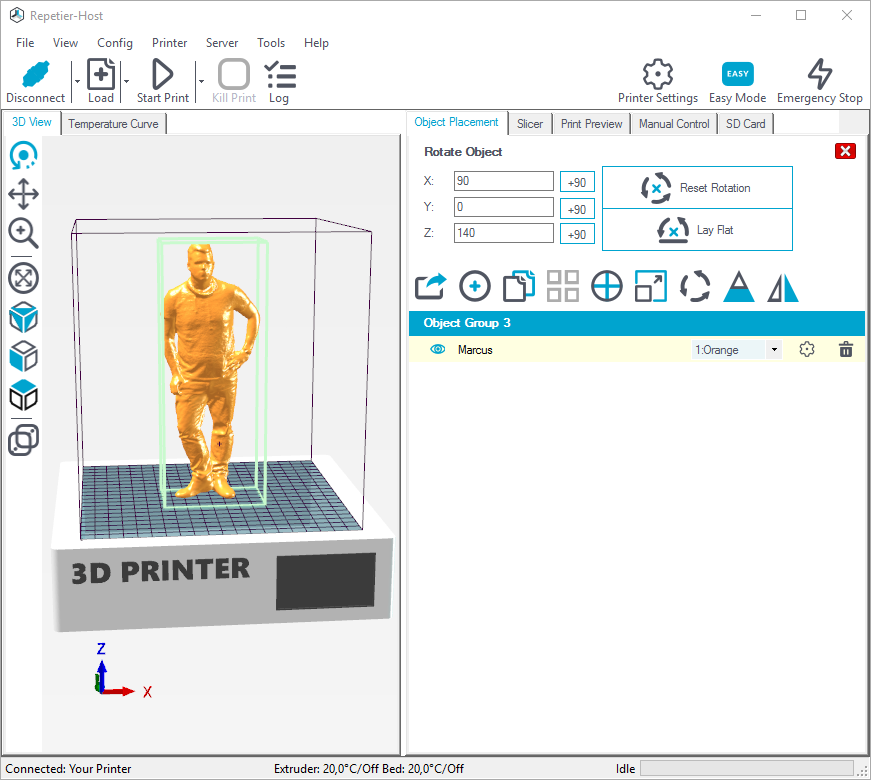 Repetier-Host
File View Config Printer Server Tools Help
Disconnect Load Start Print Kill Print Log Printer Settings EASY Easy Mode Emergency Stop
3D View Temperature Curve Object Placement Slicer Print Preview Manual Control SD Card
Rotate Object
X: 90 +90 Reset Rotation
Y: 0 +90
Z: 140 +90 Lay Flat
Object Group 3
Marcus 1:Orange
3D PRINTER
Z
X
Connected: Your Printer Extruder: 20,0°C/Off Bed: 20,0°C/Off Idle